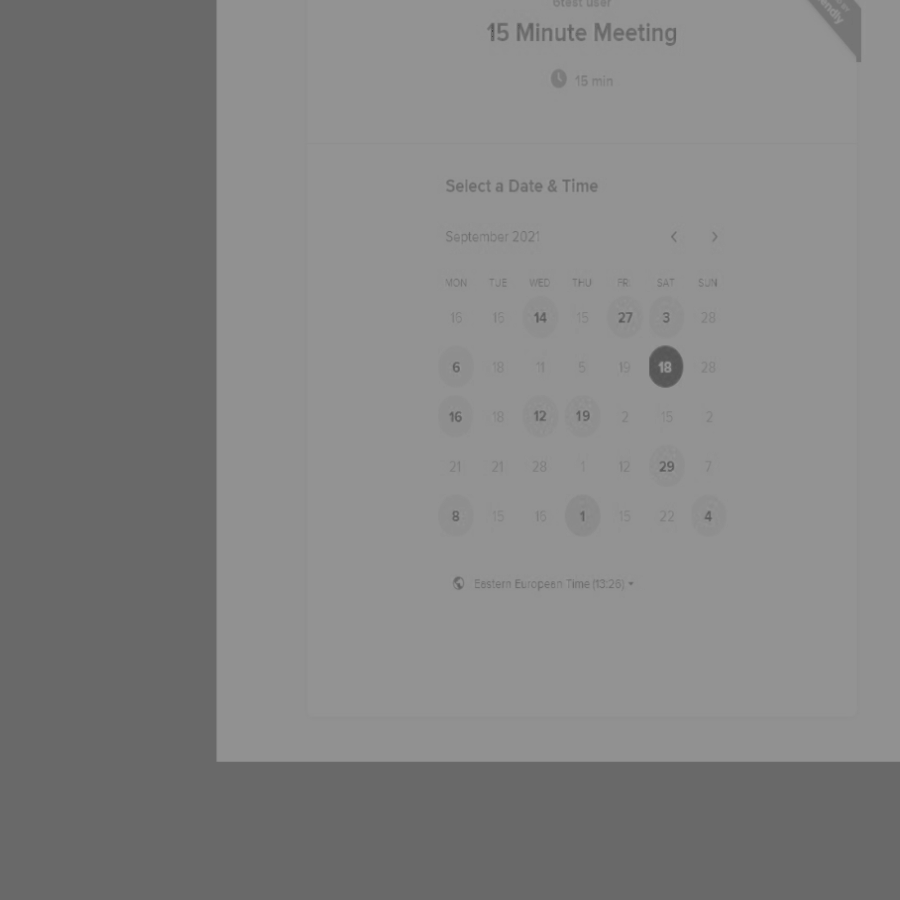 6test user
15 Minute Meeting
15 min
Select a Date & Time
September 2021
MON TUE WED THU FRI SAT SUN
16 16 14 15 27 3 28
6 18 11 5 19 18 28
16 18 12 19 2 15 2
21 21 28 1 12 29 7
8 15 16 1 15 22 4
Eastern European Time (13:26)